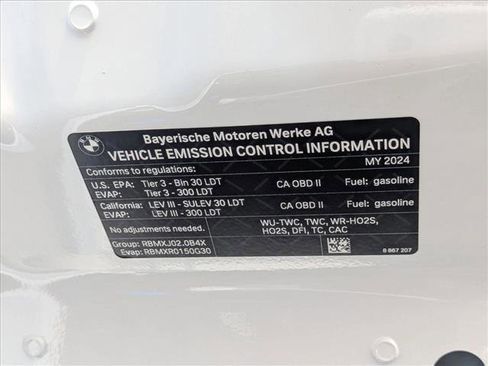 BMW
Bayerische Motoren Werke AG
VEHICLE EMISSION CONTROL INFORMATION
Conforms to regulations: MY 2024
U.S. EPA: Tier 3 - Bin 30 LDT CA OBD II Fuel: gasoline
EVAP: Tier 3 - 300 LDT
California: LEV III - SULEV 30 LDT CA OBD II Fuel: gasoline
EVAP: LEV III - 300 LDT
No adjustments needed. WU-TWC, TWC, WR-HO2S,
HO2S, DFI, TC, CAC
Group: RBMXJ02.0B4X
Evap: RBMXR0150G30 8 867 207